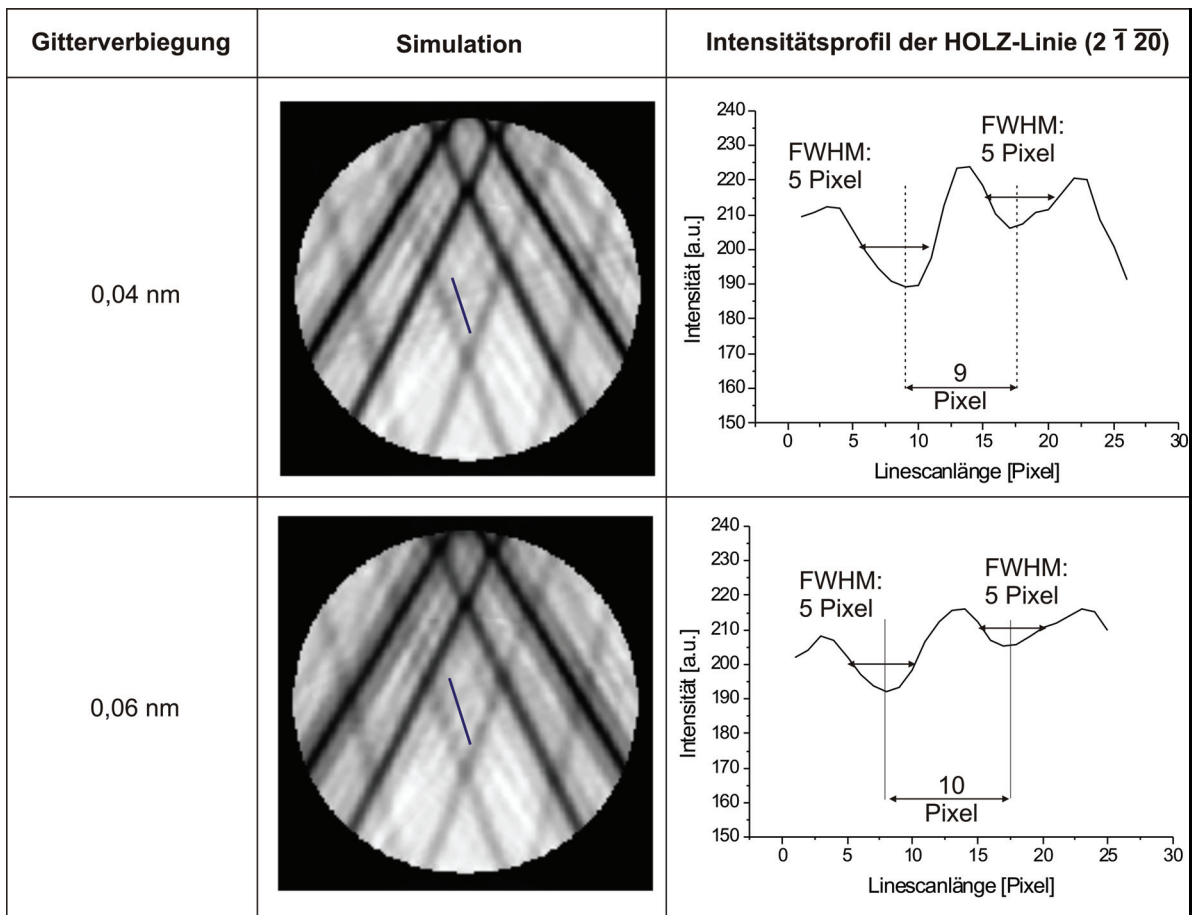 Gitterverbiegung
Simulation
Intensitätsprofil der HOLZ-Linie (2 1̅ 2̅0̅)
0,04 nm
240
230
220
210
200
190
180
170
160
150
Intensität [a.u.]
FWHM:
5 Pixel
FWHM:
5 Pixel
9
Pixel
0 5 10 15 20 25 30
Linescanlänge [Pixel]
0,06 nm
240
230
220
210
200
190
180
170
160
150
Intensität [a.u.]
FWHM:
5 Pixel
FWHM:
5 Pixel
10
Pixel
0 5 10 15 20 25 30
Linescanlänge [Pixel]